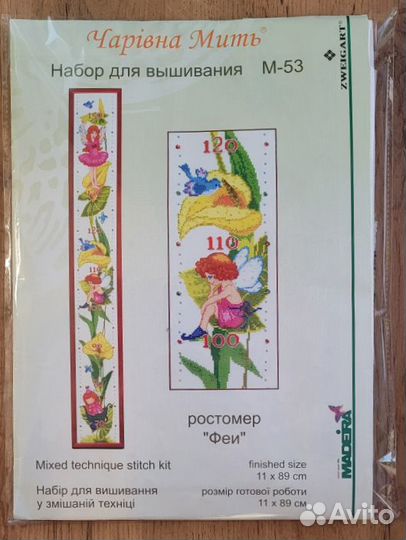 Чарівна Мить®
Набор для вышивания М-53
ZWEIGART®
120
110
100
ростомер
"Феи"
Mixed technique stitch kit
finished size
11 x 89 cm
Набір для вишивання
у змішаній техніці
розмір готової роботи
11 x 89 см
MADEIRA
Avito